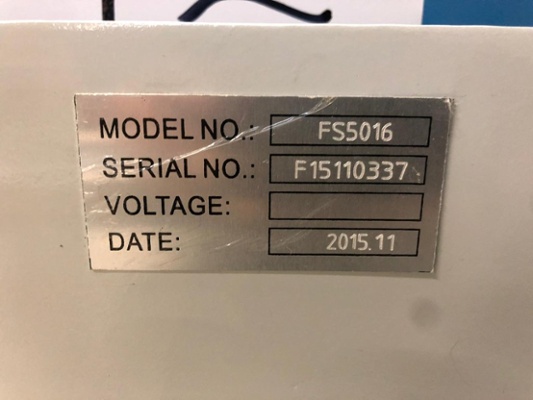 MODEL NO.: FS5016
SERIAL NO.: F15110337
VOLTAGE:
DATE: 2015.11